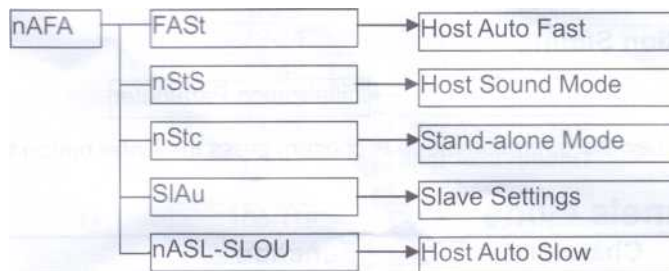 nAFA FASt Host Auto Fast
nStS Host Sound Mode
nStc Stand-alone Mode
SlAu Slave Settings
nASL-SLOU Host Auto Slow